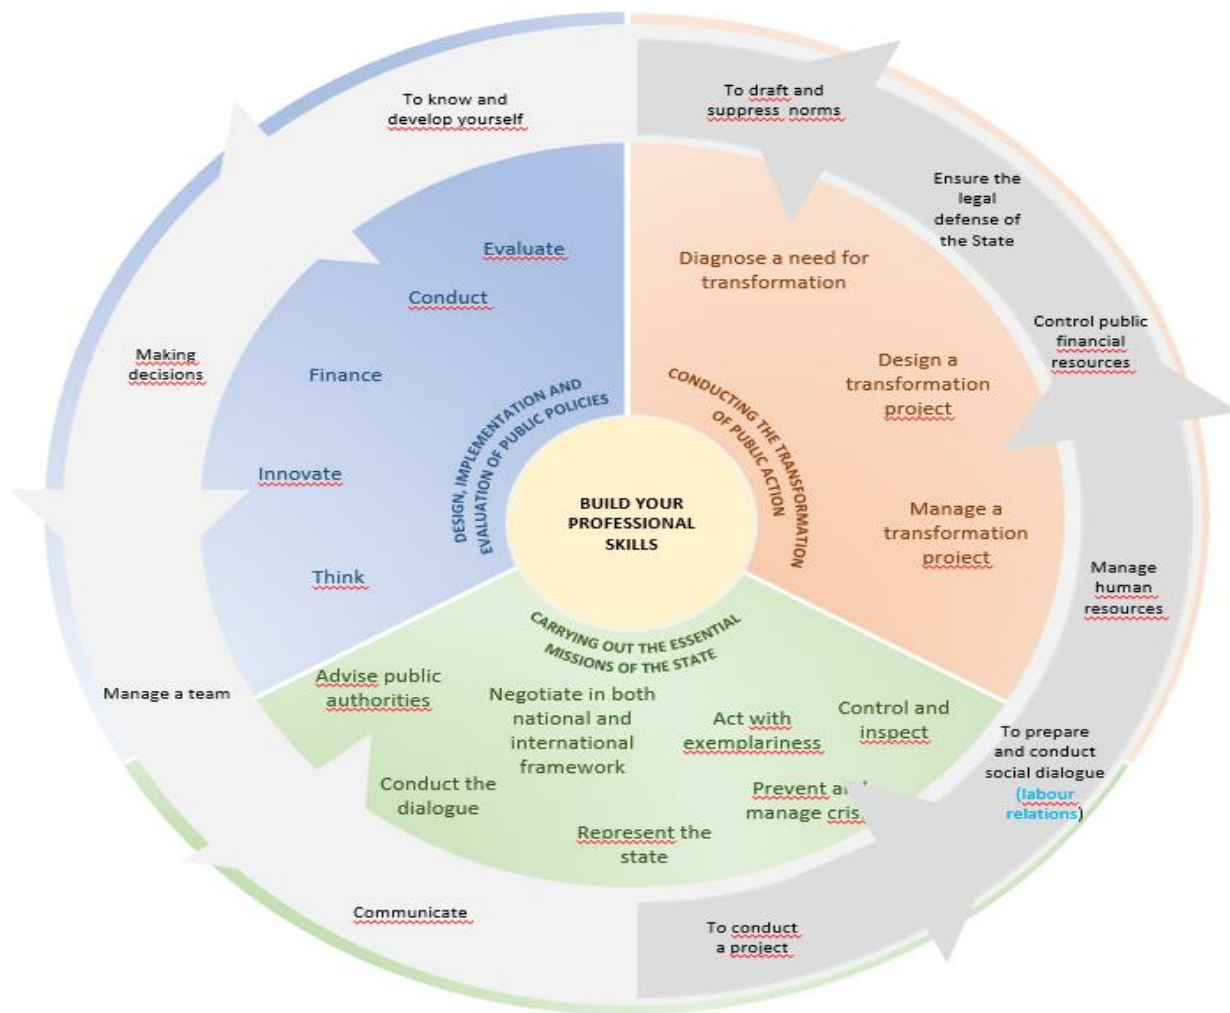 To know and
develop yourself
To draft and
suppress norms
Ensure the
legal
defense of
the State
Control public
financial
resources
Manage
human
resources
To prepare
and conduct
social dialogue
(labour
relations)
To conduct
a project
Communicate
Manage a team
Making
decisions
Evaluate
Conduct
Finance
Innovate
Think
DESIGN, IMPLEMENTATION AND
EVALUATION OF PUBLIC POLICIES
Diagnose a need for
transformation
Design a
transformation
project
Manage a
transformation
project
CONDUCTING THE TRANSFORMATION
OF PUBLIC ACTION
BUILD YOUR
PROFESSIONAL
SKILLS
CARRYING OUT THE ESSENTIAL
MISSIONS OF THE STATE
Advise public
authorities
Negotiate in both
national and
international
framework
Act with
exemplariness
Control and
inspect
Conduct the
dialogue
Represent the
state
Prevent and
manage cris